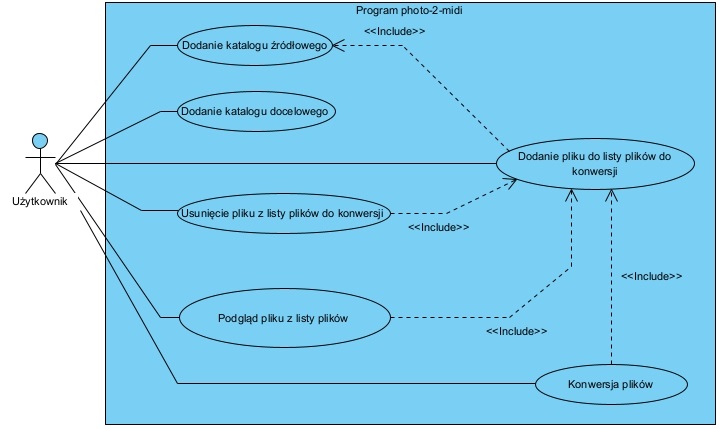 Program photo-2-midi
Dodanie katalogu źródłowego
<<Include>>
Dodanie katalogu docelowego
Dodanie pliku do listy plików do
konwersji
Użytkownik
Usunięcie pliku z listy plików do konwersji
<<Include>>
<<Include>>
Podgląd pliku z listy plików
<<Include>>
Konwersja plików